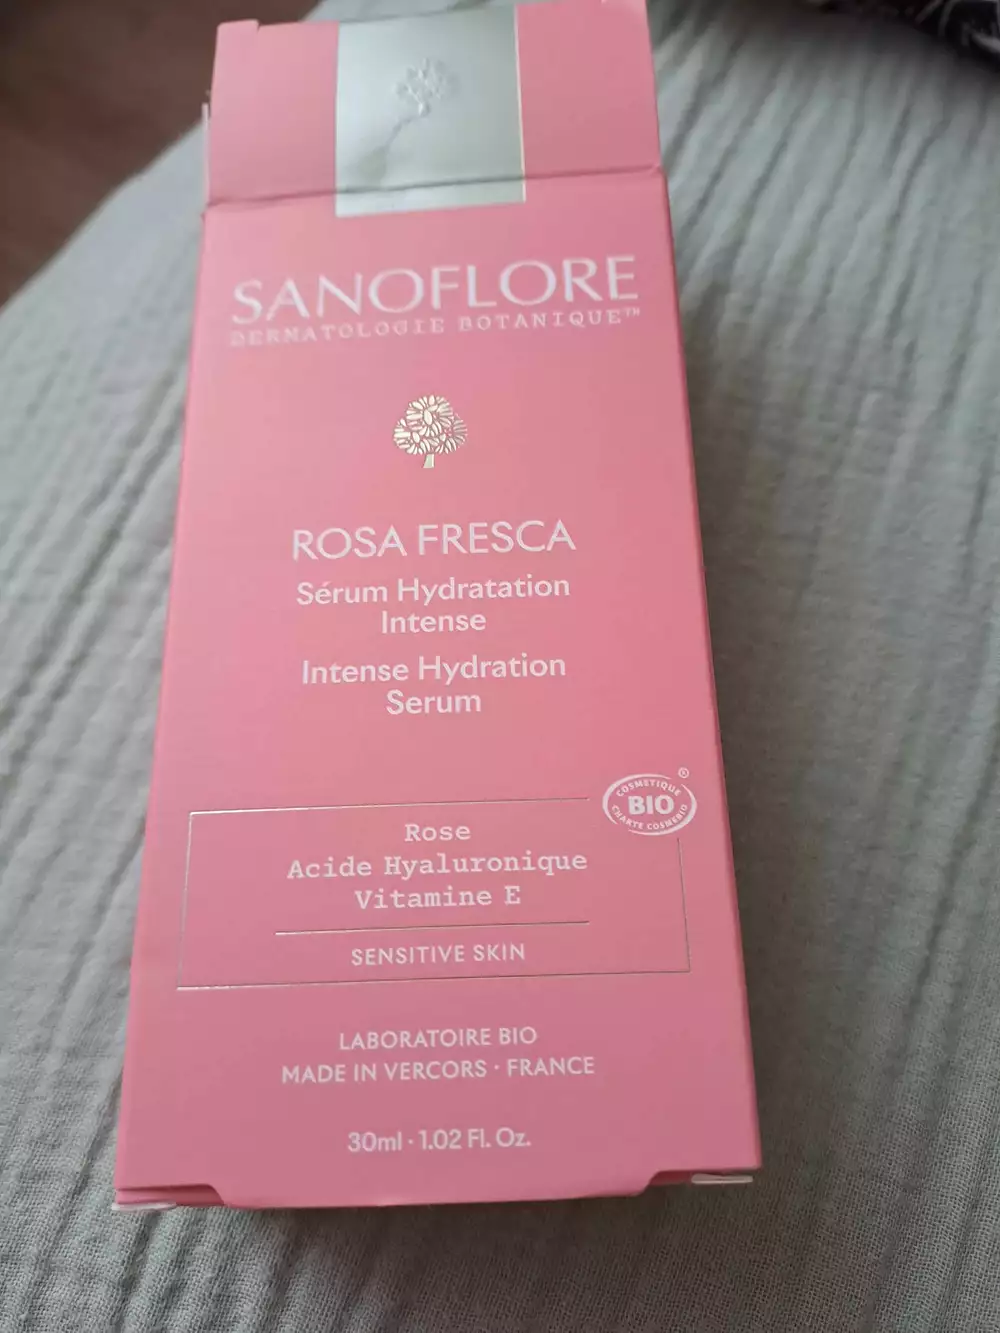 SANOFLORE
DERMATOLOGIE BOTANIQUE™
ROSA FRESCA
Sérum Hydratation
Intense
Intense Hydration
Serum
COSMETIQUE
BIO
CHARTE COSMEBIO
®
Rose
Acide Hyaluronique
Vitamine E
SENSITIVE SKIN
LABORATOIRE BIO
MADE IN VERCORS · FRANCE
30ml · 1.02 Fl. Oz.